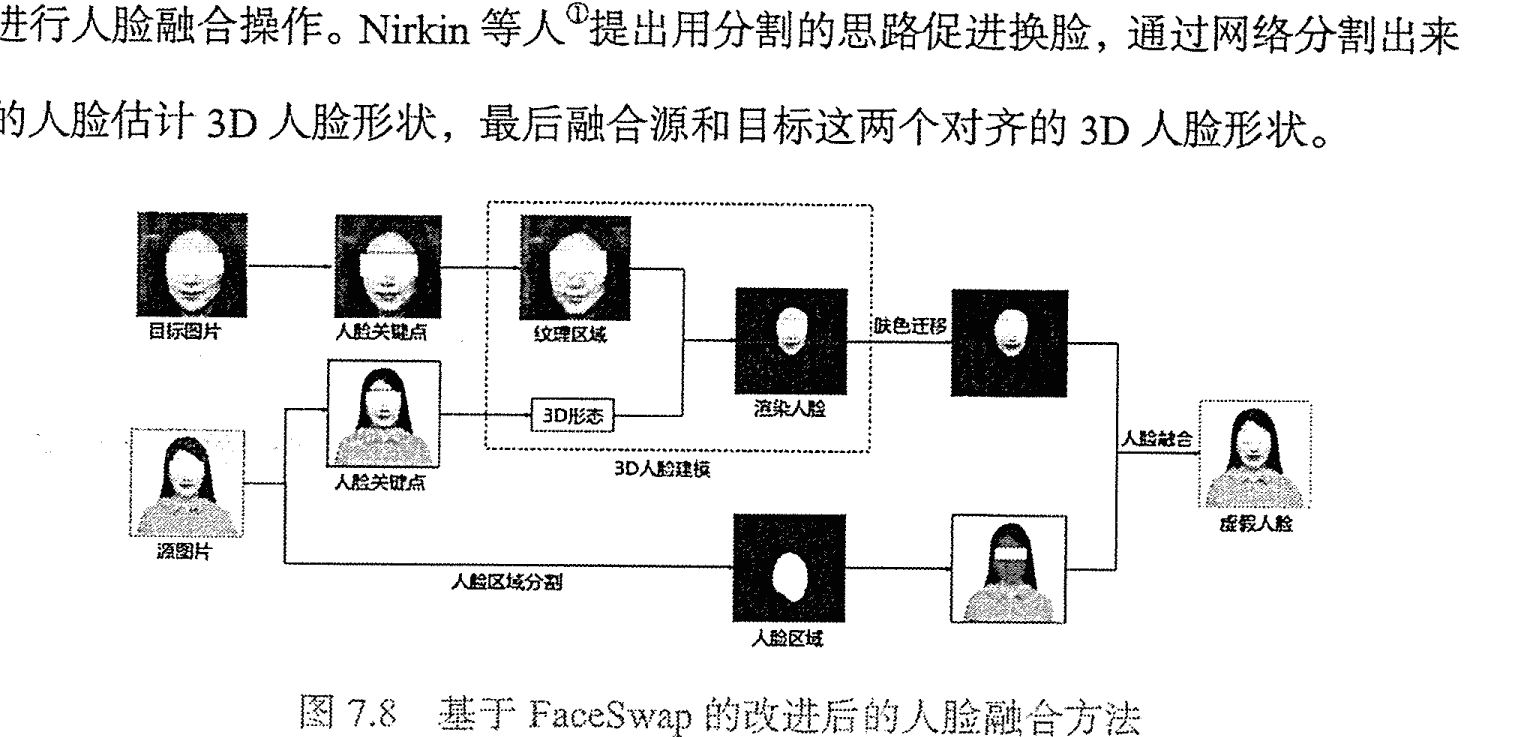 进行人脸融合操作。Nirkin 等人①提出用分割的思路促进换脸，通过网络分割出来
的人脸估计 3D 人脸形状，最后融合源和目标这两个对齐的 3D 人脸形状。
目标图片
人脸关键点
纹理区域
肤色迁移
渲染人脸
3D形态
人脸融合
3D人脸建模
人脸关键点
源图片
虚假人脸
人脸区域分割
人脸区域
图 7.8 基于 FaceSwap 的改进后的人脸融合方法